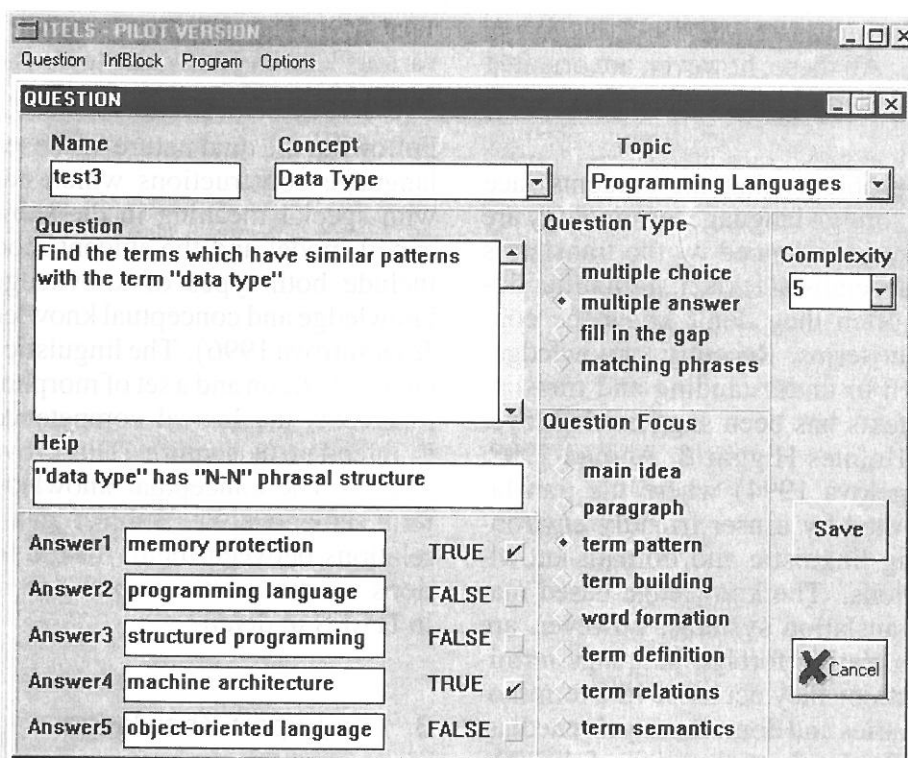 ITELS - PILOT VERSION
Question InfBlock Program Options
QUESTION
Name Concept Topic
test3 Data Type Programming Languages
Question
Find the terms which have similar patterns
with the term "data type"
Question Type
multiple choice
multiple answer
fill in the gap
matching phrases
Complexity
5
Help
"data type" has "N-N" phrasal structure
Question Focus
main idea
paragraph
term pattern
term building
word formation
term definition
term relations
term semantics
Answer1 memory protection TRUE
Answer2 programming language FALSE
Answer3 structured programming FALSE
Answer4 machine architecture TRUE
Answer5 object-oriented language FALSE
Save
Cancel